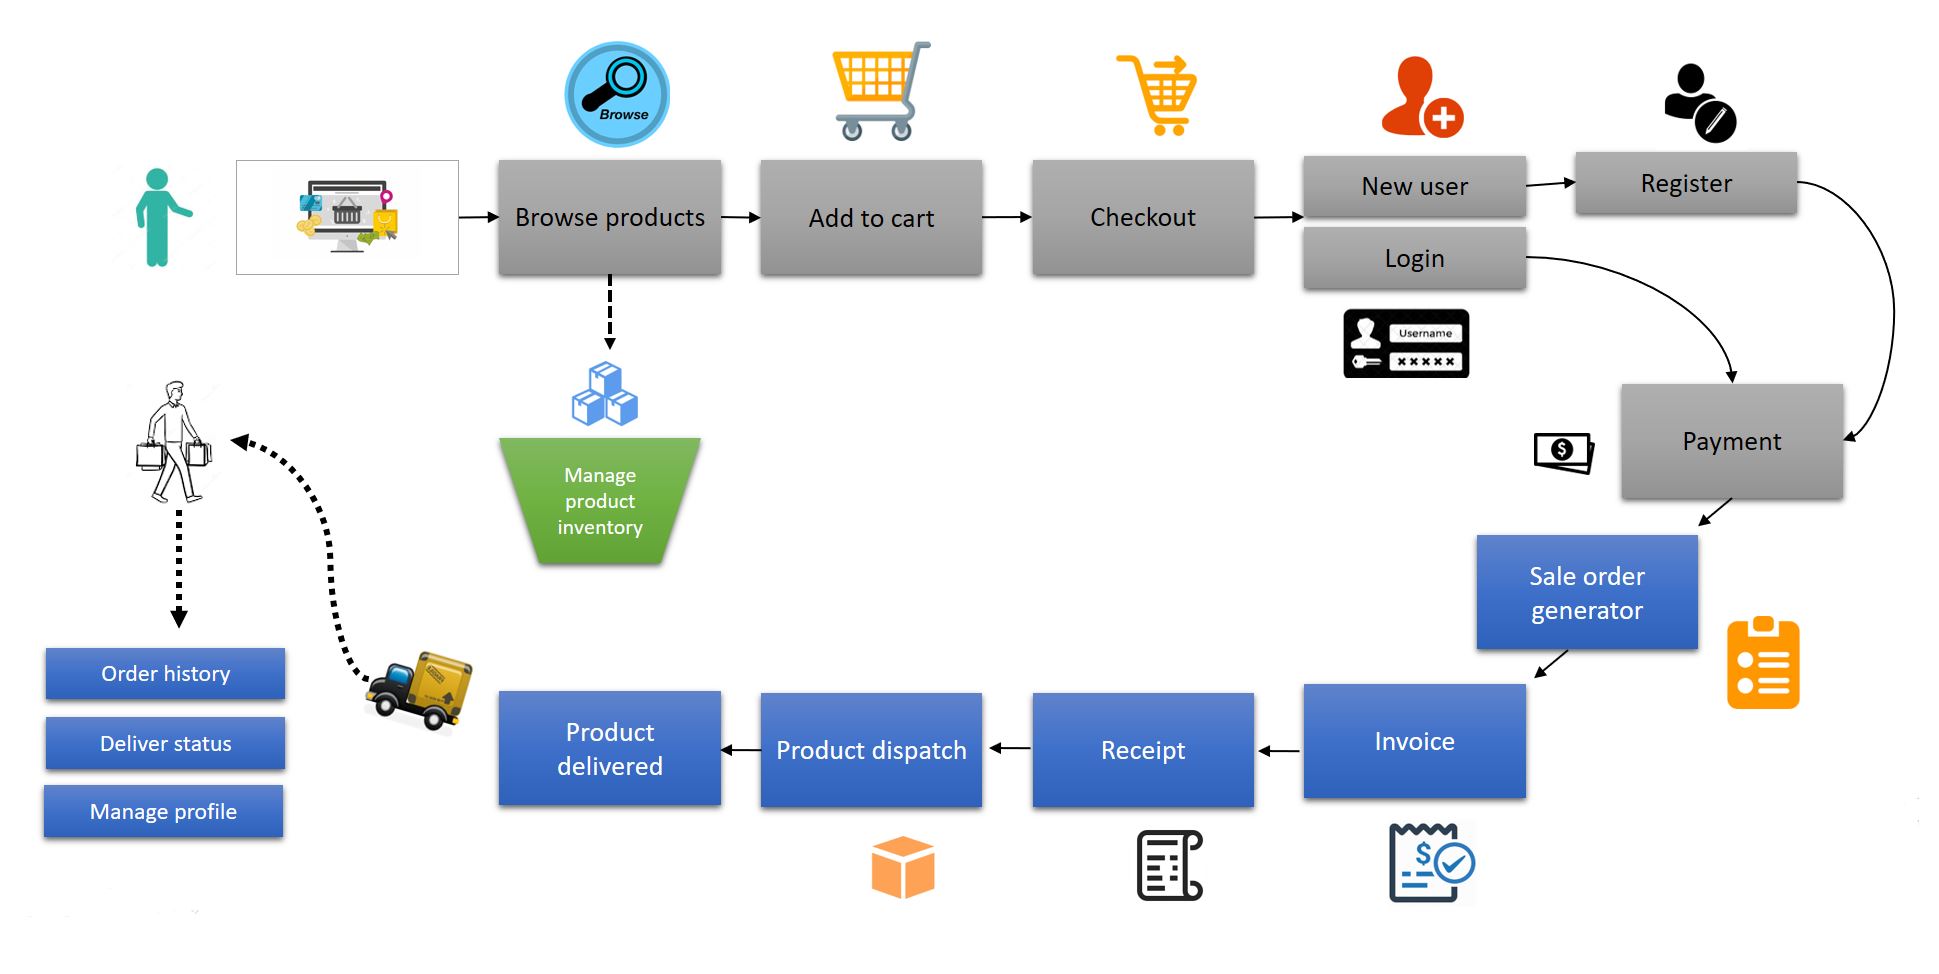 Browse
Browse products
Add to cart
Checkout
New user
Register
Login
Username
×××××
Payment
$
Manage
product
inventory
Sale order
generator
Order history
Deliver status
Manage profile
Product
delivered
Product dispatch
Receipt
Invoice
$